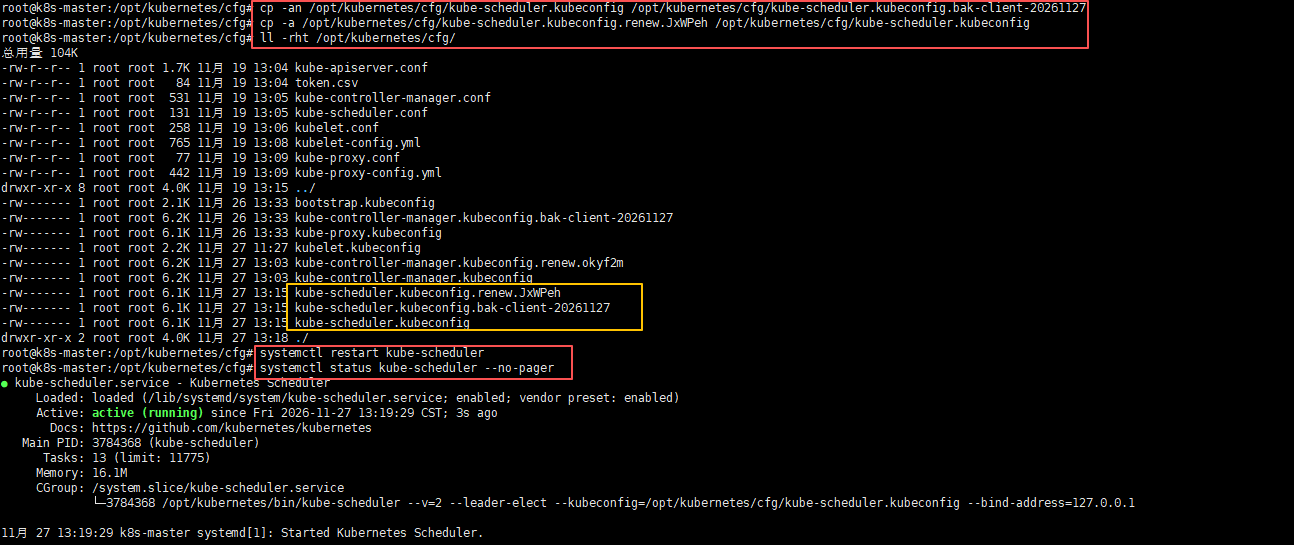 root@k8s-master:/opt/kubernetes/cfg# cp -an /opt/kubernetes/cfg/kube-scheduler.kubeconfig /opt/kubernetes/cfg/kube-scheduler.kubeconfig.bak-client-20261127
root@k8s-master:/opt/kubernetes/cfg# cp -a /opt/kubernetes/cfg/kube-scheduler.kubeconfig.renew.JxWPeh /opt/kubernetes/cfg/kube-scheduler.kubeconfig
root@k8s-master:/opt/kubernetes/cfg# ll -rht /opt/kubernetes/cfg/
总用量 104K
-rw-r--r-- 1 root root 1.7K 11月 19 13:04 kube-apiserver.conf
-rw-r--r-- 1 root root   84 11月 19 13:04 token.csv
-rw-r--r-- 1 root root  531 11月 19 13:05 kube-controller-manager.conf
-rw-r--r-- 1 root root  131 11月 19 13:05 kube-scheduler.conf
-rw-r--r-- 1 root root  258 11月 19 13:06 kubelet.conf
-rw-r--r-- 1 root root  765 11月 19 13:08 kubelet-config.yml
-rw-r--r-- 1 root root   77 11月 19 13:09 kube-proxy.conf
-rw-r--r-- 1 root root  442 11月 19 13:09 kube-proxy-config.yml
drwxr-xr-x 8 root root 4.0K 11月 19 13:15 ../
-rw------- 1 root root 2.1K 11月 26 13:33 bootstrap.kubeconfig
-rw------- 1 root root 6.2K 11月 26 13:33 kube-controller-manager.kubeconfig.bak-client-20261127
-rw------- 1 root root 6.1K 11月 26 13:33 kube-proxy.kubeconfig
-rw------- 1 root root 2.2K 11月 27 11:27 kubelet.kubeconfig
-rw------- 1 root root 6.2K 11月 27 13:03 kube-controller-manager.kubeconfig.renew.okyf2m
-rw------- 1 root root 6.2K 11月 27 13:03 kube-controller-manager.kubeconfig
-rw------- 1 root root 6.1K 11月 27 13:15 kube-scheduler.kubeconfig.renew.JxWPeh
-rw------- 1 root root 6.1K 11月 27 13:15 kube-scheduler.kubeconfig.bak-client-20261127
-rw------- 1 root root 6.1K 11月 27 13:15 kube-scheduler.kubeconfig
drwxr-xr-x 2 root root 4.0K 11月 27 13:18 ./
root@k8s-master:/opt/kubernetes/cfg# systemctl restart kube-scheduler
root@k8s-master:/opt/kubernetes/cfg# systemctl status kube-scheduler --no-pager
● kube-scheduler.service - Kubernetes Scheduler
     Loaded: loaded (/lib/systemd/system/kube-scheduler.service; enabled; vendor preset: enabled)
     Active: active (running) since Fri 2026-11-27 13:19:29 CST; 3s ago
       Docs: https://github.com/kubernetes/kubernetes
   Main PID: 3784368 (kube-scheduler)
      Tasks: 13 (limit: 11775)
     Memory: 16.1M
     CGroup: /system.slice/kube-scheduler.service
             └─3784368 /opt/kubernetes/bin/kube-scheduler --v=2 --leader-elect --kubeconfig=/opt/kubernetes/cfg/kube-scheduler.kubeconfig --bind-address=127.0.0.1
11月 27 13:19:29 k8s-master systemd[1]: Started Kubernetes Scheduler.